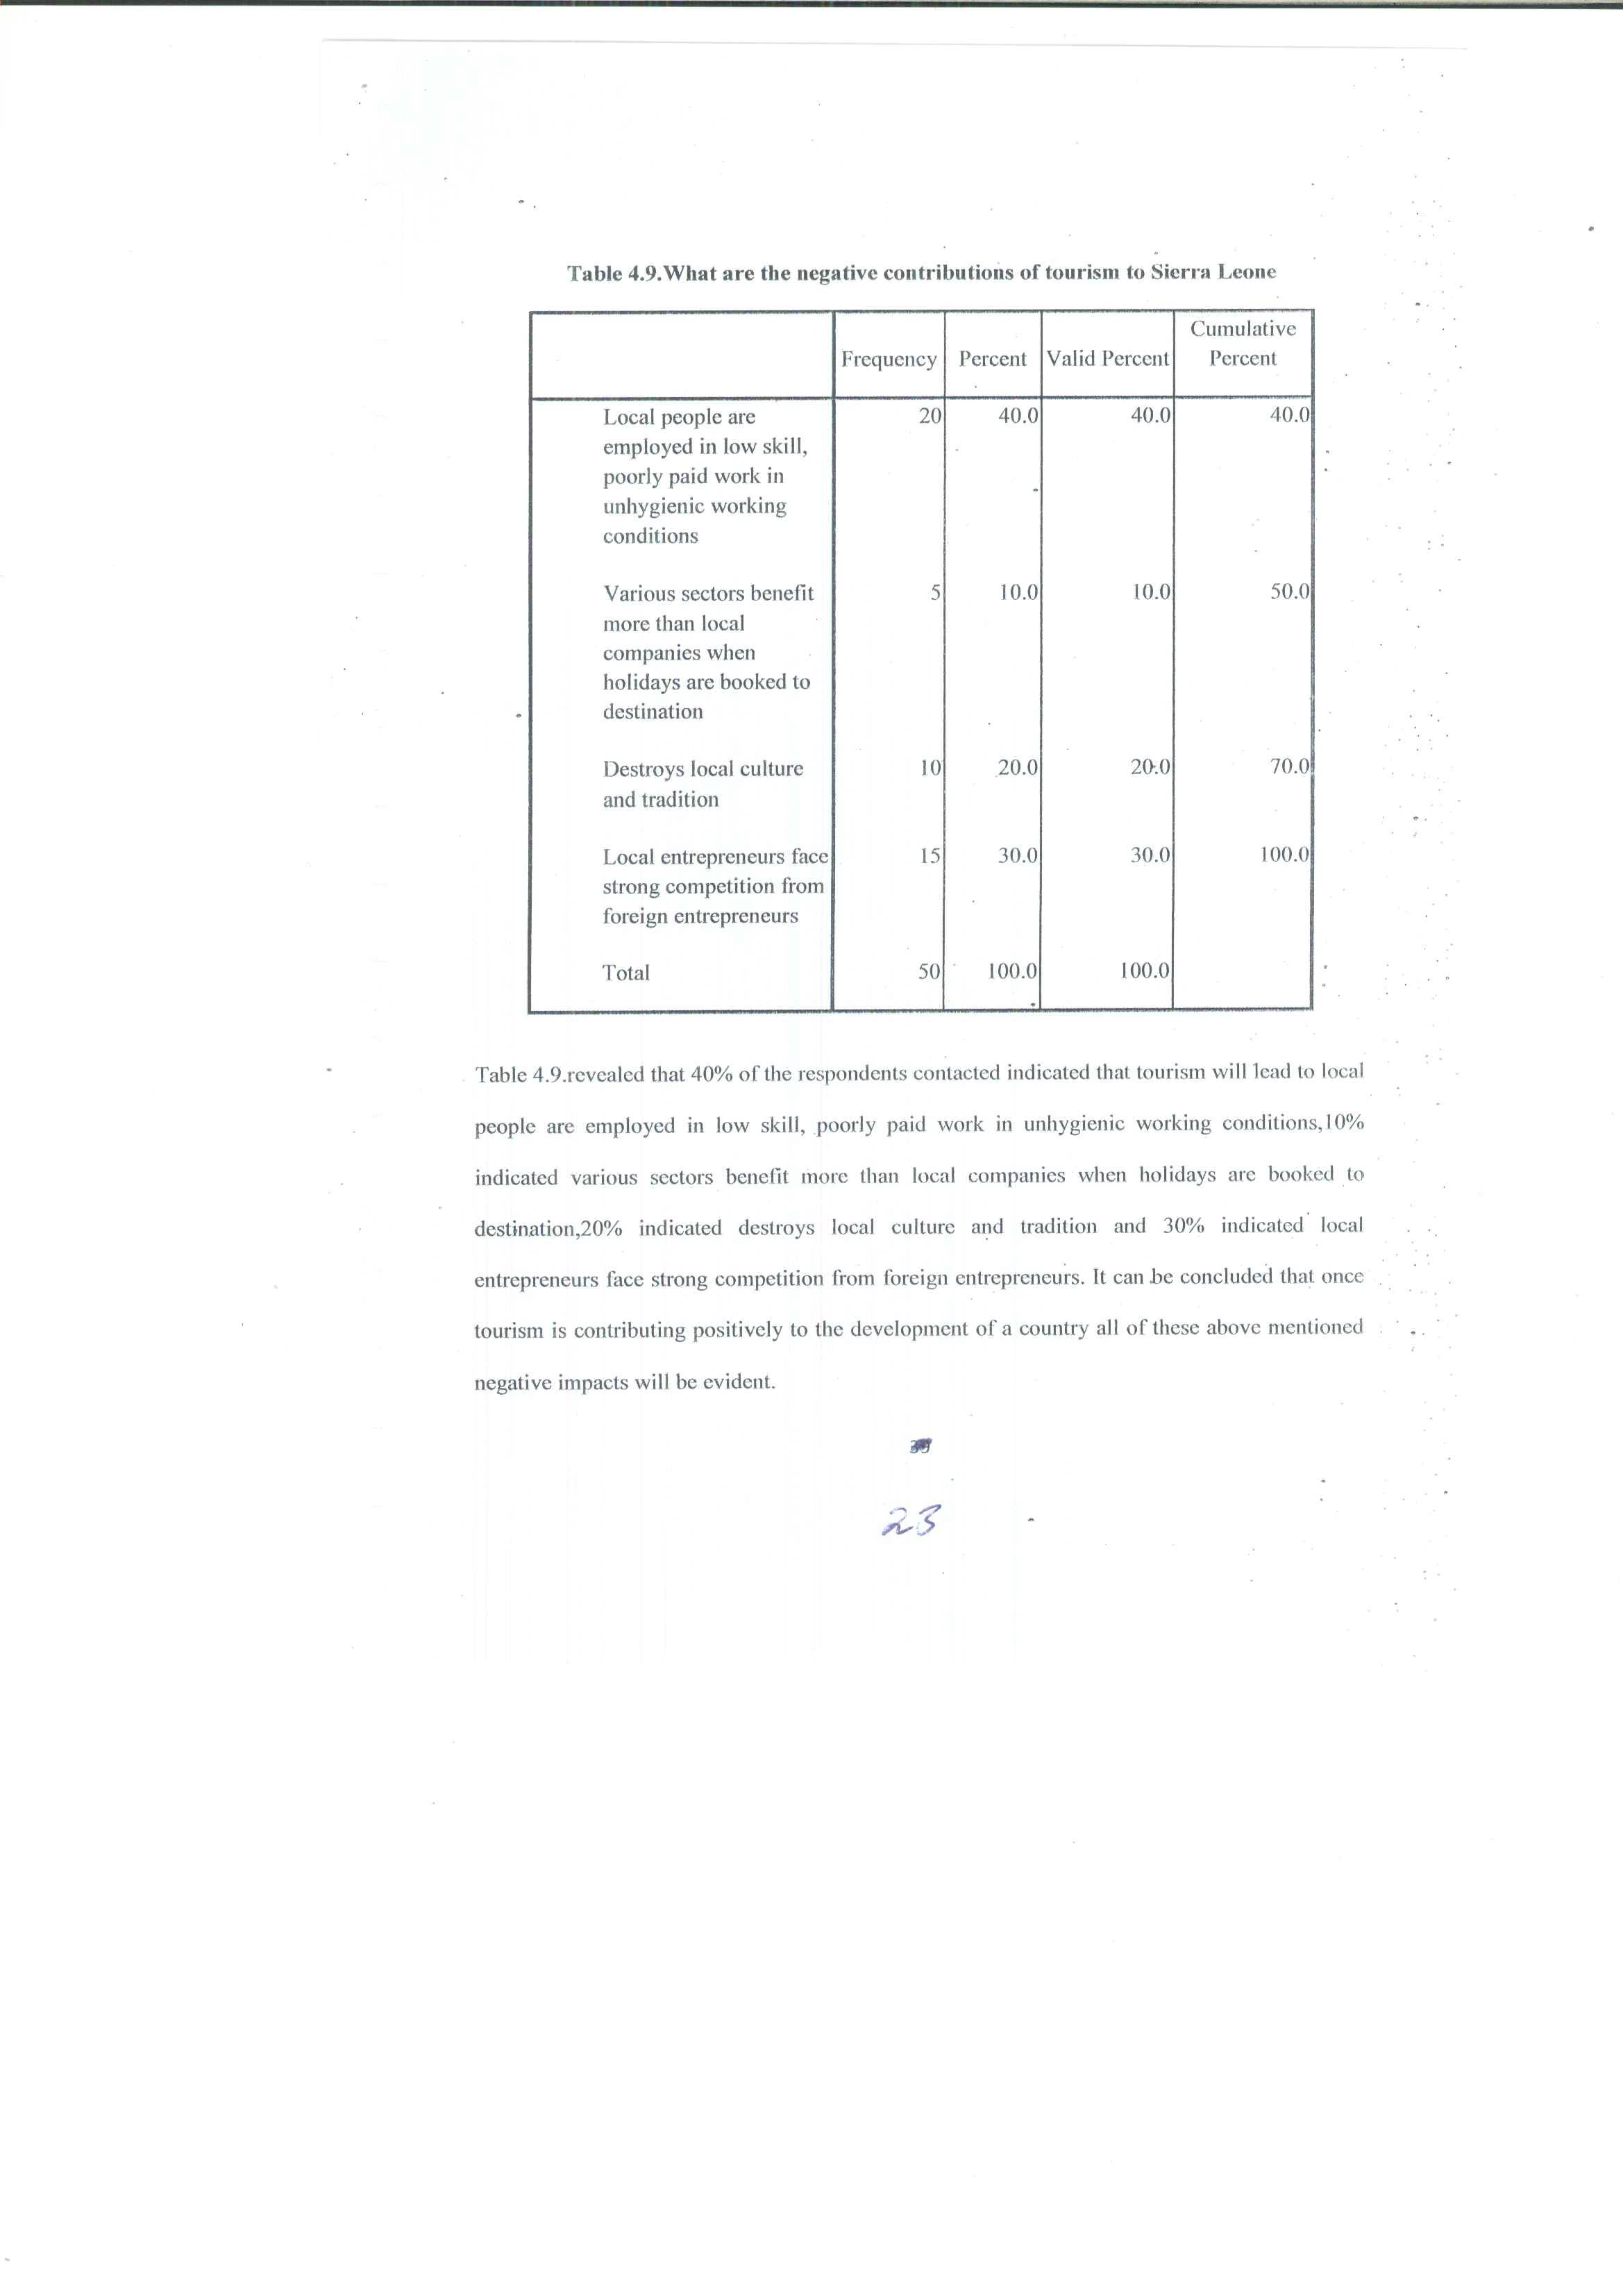 Table 4.9.What are the negative contributions of tourism to Sierra Leone
Cumulative
Frequency Percent Valid Percent Percent
Local people are 20 40.0 40.0 40.0
employed in low skill,
poorly paid work in
unhygienic working
conditions
Various sectors benefit 5 10.0 10.0 50.0
more than local
companies when
holidays are booked to
destination
Destroys local culture 10 20.0 20.0 70.0
and tradition
Local entrepreneurs face 15 30.0 30.0 100.0
strong competition from
foreign entrepreneurs
Total 50 100.0 100.0
Table 4.9.revealed that 40% of the respondents contacted indicated that tourism will lead to local
people are employed in low skill, poorly paid work in unhygienic working conditions,10%
indicated various sectors benefit more than local companies when holidays are booked to
destination,20% indicated destroys local culture and tradition and 30% indicated local
entrepreneurs face strong competition from foreign entrepreneurs. It can be concluded that once
tourism is contributing positively to the development of a country all of these above mentioned
negative impacts will be evident.
23